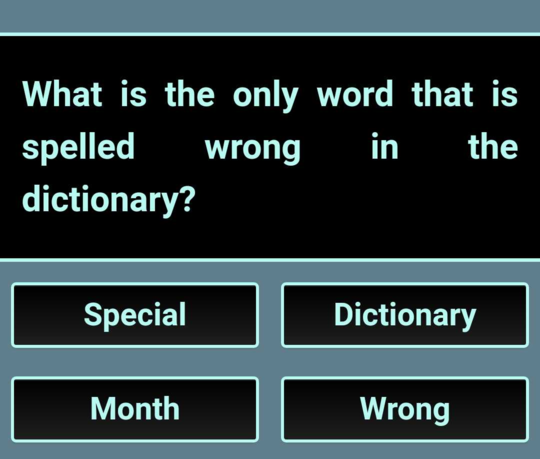 What is the only word that is
spelled wrong in the
dictionary?
Special
Dictionary
Month
Wrong